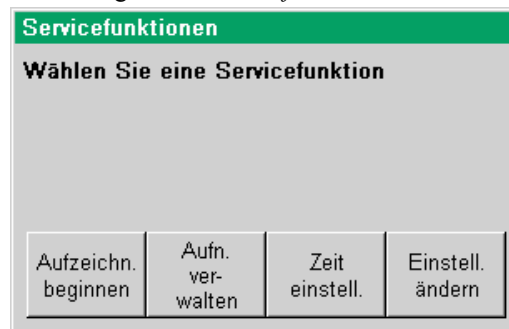 Servicefunktionen
Wählen Sie eine Servicefunktion
Aufzeichn.
beginnen
Aufn.
ver-
walten
Zeit
einstell.
Einstell.
ändern